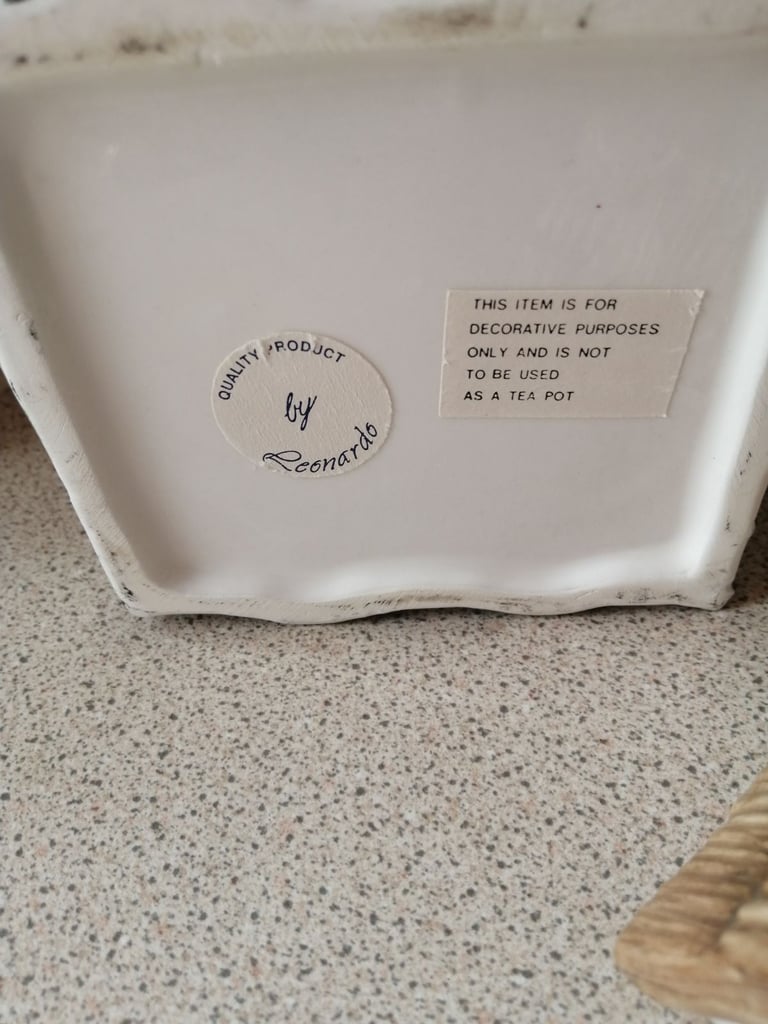 QUALITY PRODUCT
by
Leonardo
THIS ITEM IS FOR
DECORATIVE PURPOSES
ONLY AND IS NOT
TO BE USED
AS A TEA POT